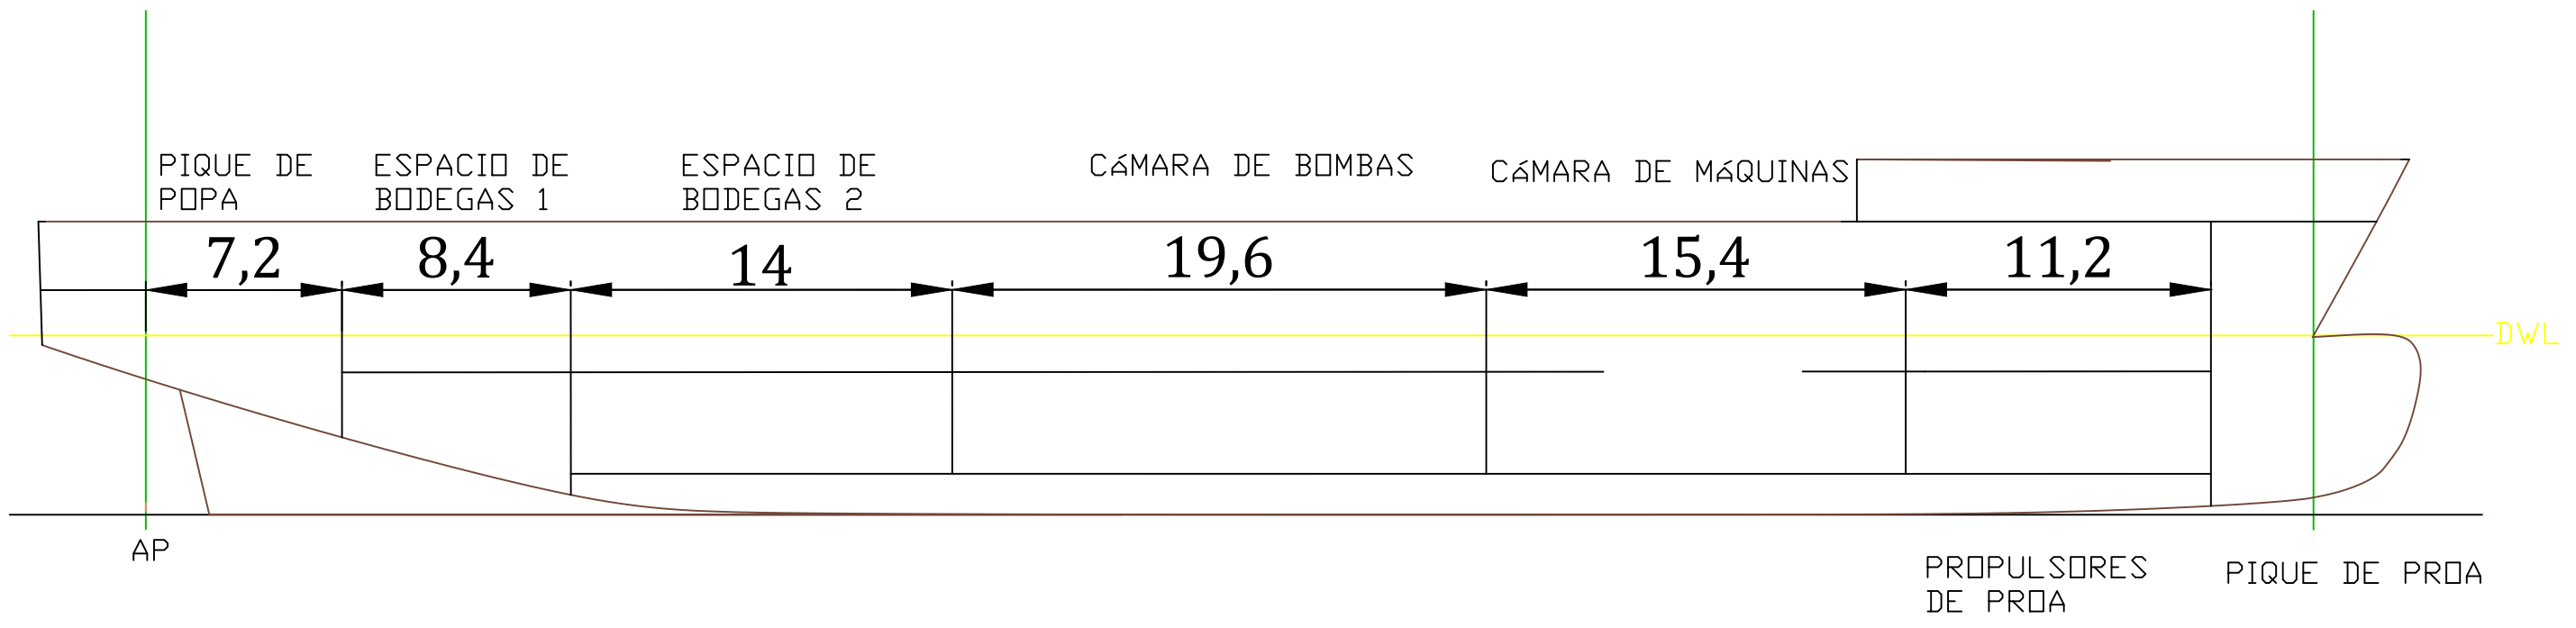 PIQUE DE
POPA
ESPACIO DE
BODEGAS 1
ESPACIO DE
BODEGAS 2
CáMARA DE BOMBAS
CáMARA DE MáQUINAS
7,2
8,4
14
19,6
15,4
11,2
DWL
AP
PROPULSORES
DE PROA
PIQUE DE PROA